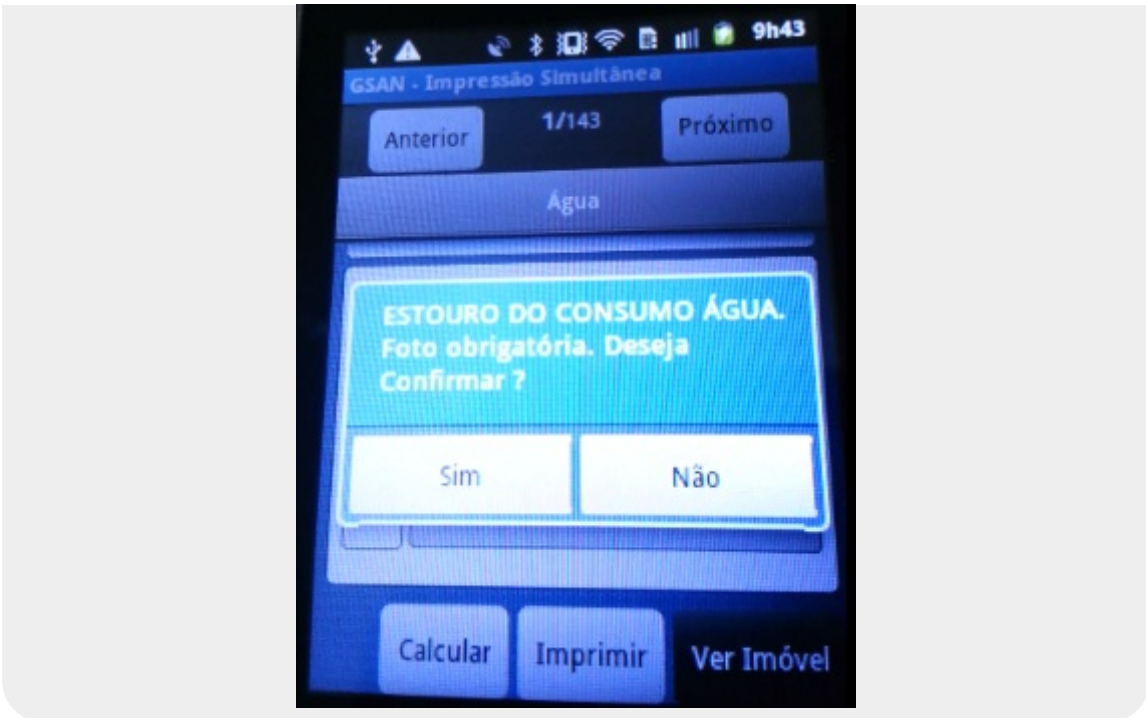 9h43
GSAN - Impressão Simultânea
Anterior
1/143
Próximo
Água
ESTOURO DO CONSUMO ÁGUA.
Foto obrigatória. Deseja
Confirmar ?
Sim
Não
Calcular
Imprimir
Ver Imóvel